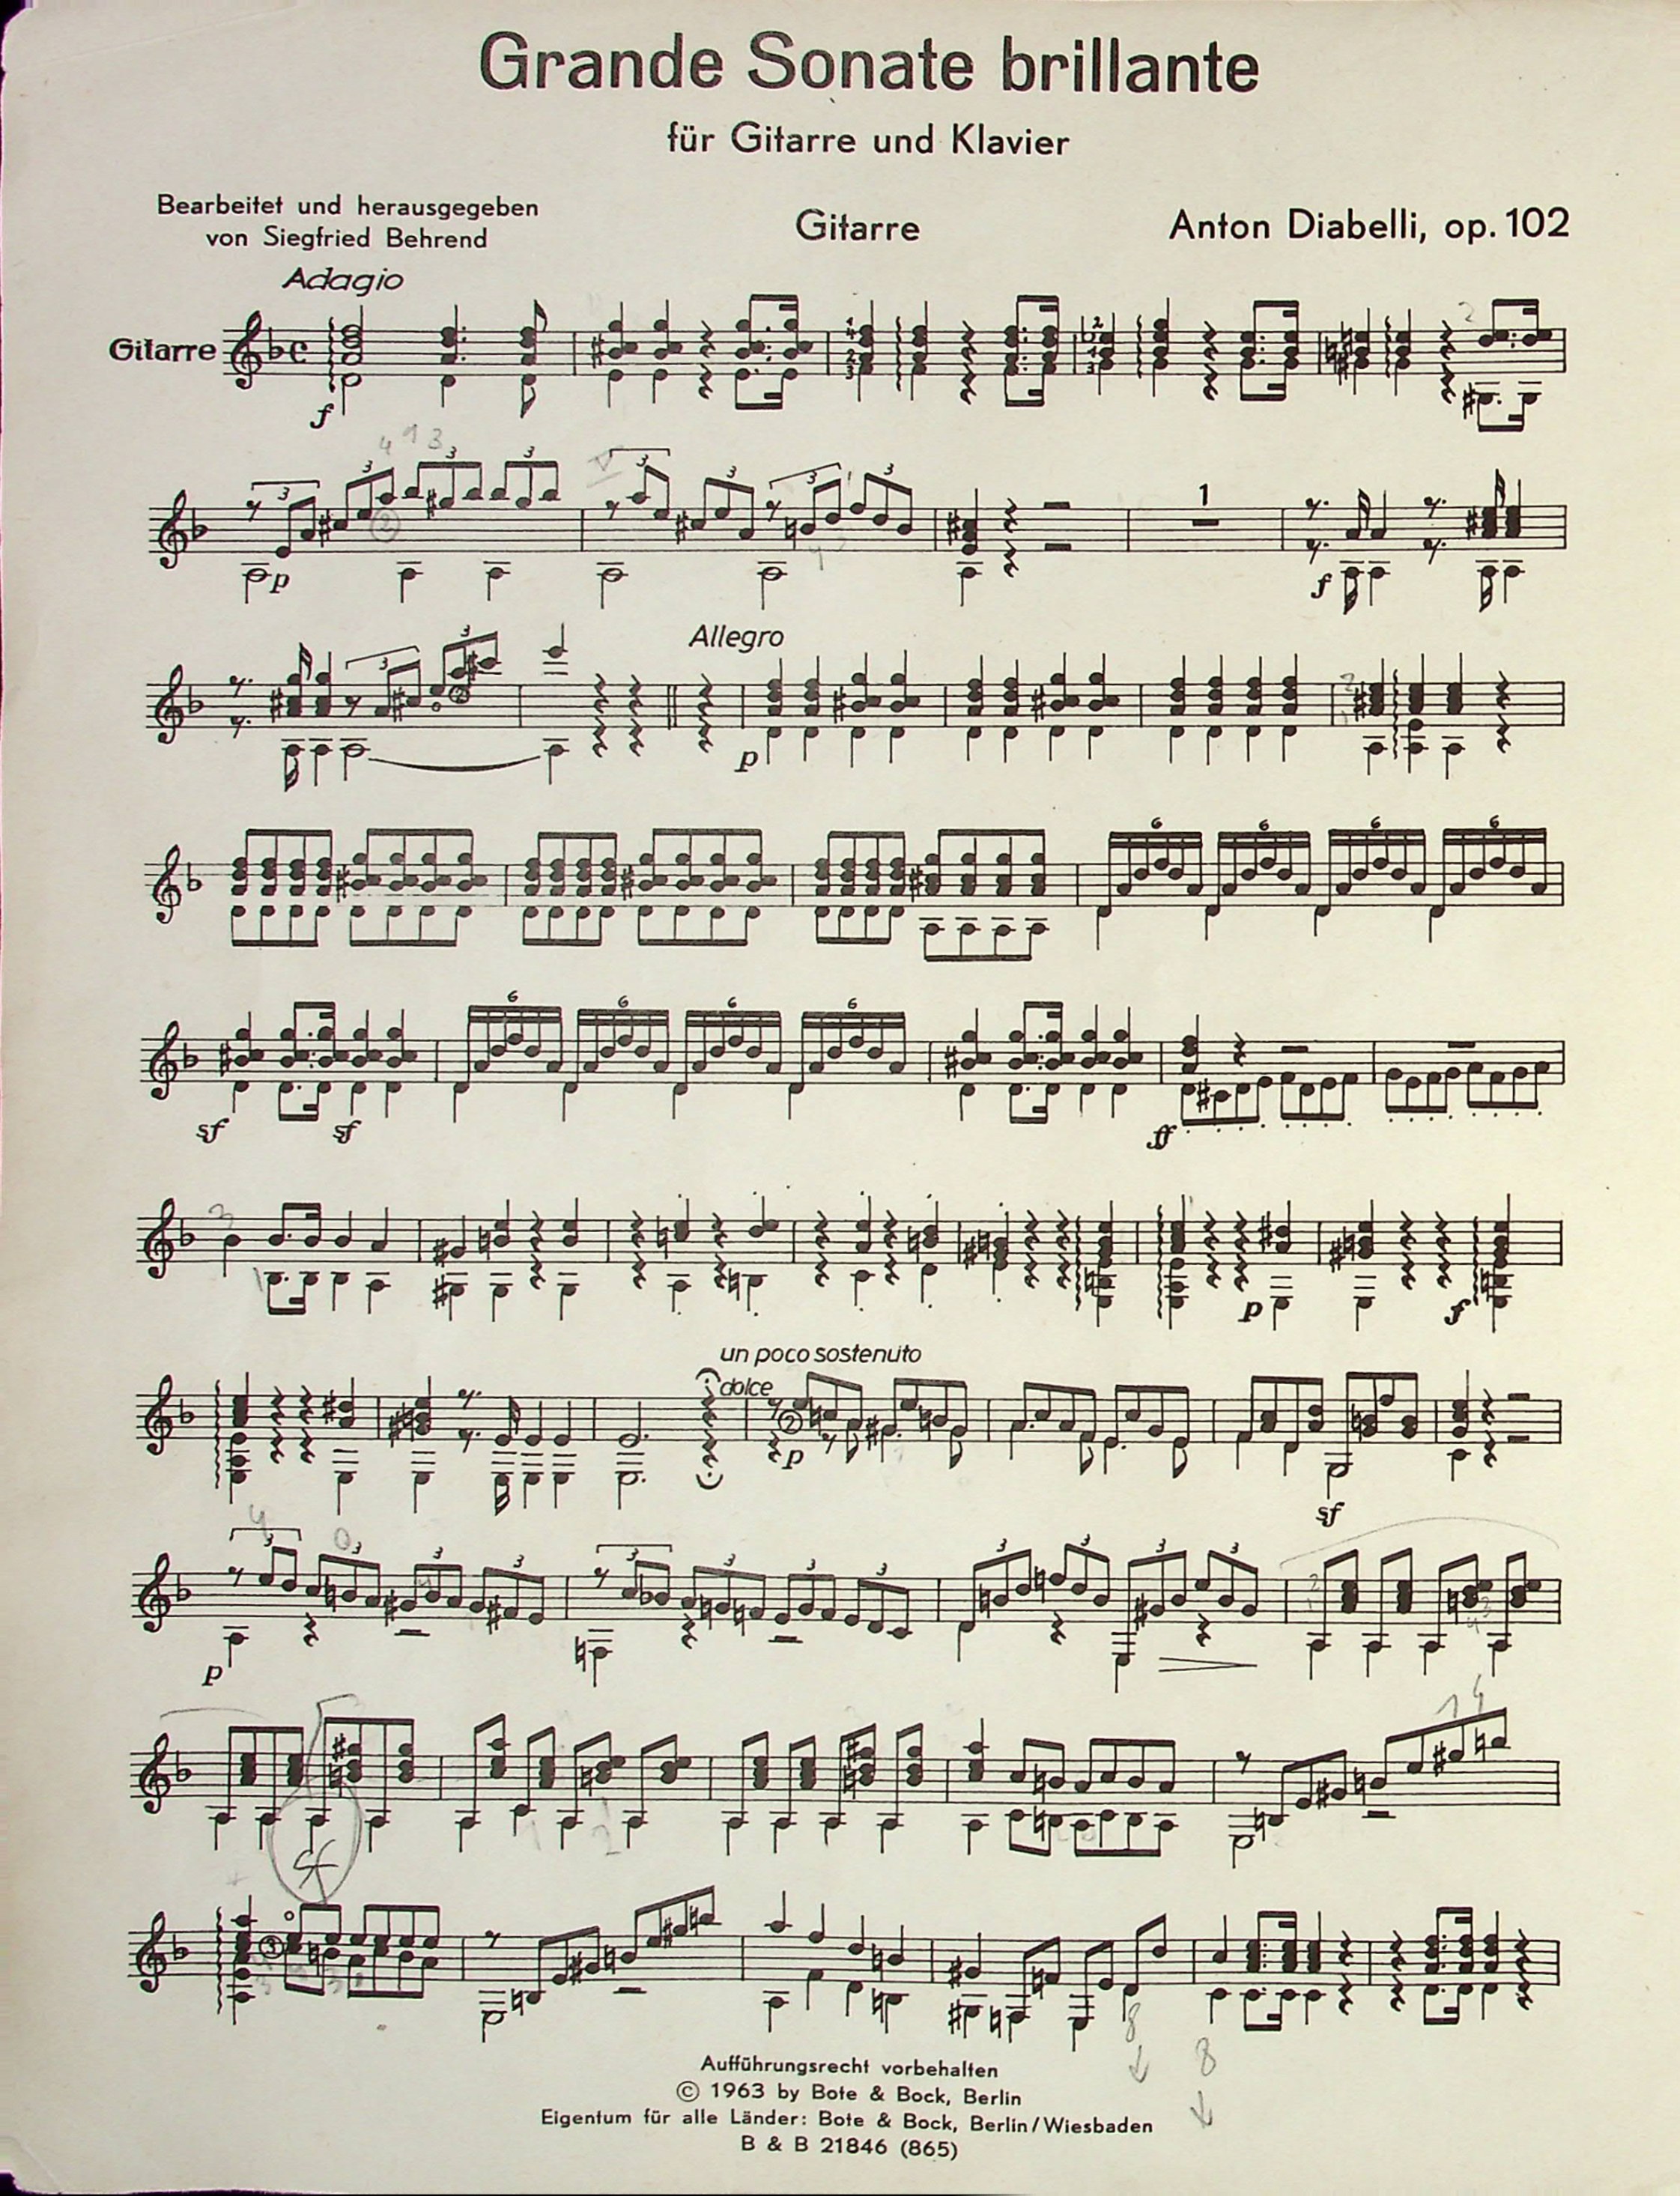 Grande Sonate brillante
für Gitarre und Klavier
Bearbeitet und herausgegeben
von Siegfried Behrend
Gitarre
Anton Diabelli, op. 102
Adagio
Gitarre
f
p
1
f
Allegro
p
sf sf ff
p f
un poco sostenuto
dolce
p
sf
p
Aufführungsrecht vorbehalten
© 1963 by Bote & Bock, Berlin
Eigentum für alle Länder: Bote & Bock, Berlin/Wiesbaden
B & B 21846 (865)